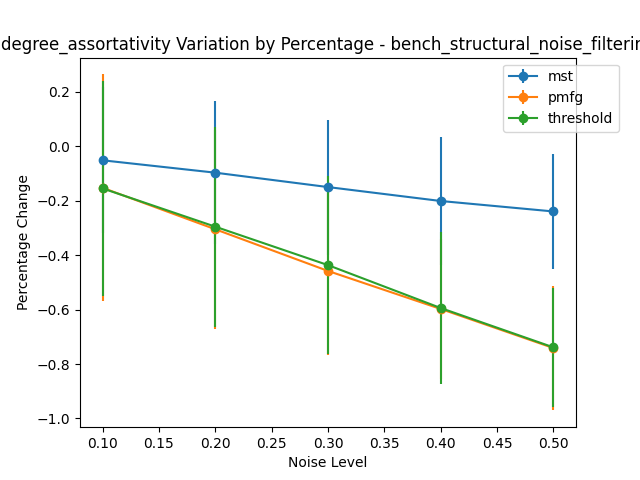 degree_assortativity Variation by Percentage - bench_structural_noise_filterin
mst
pmfg
threshold
Percentage Change
0.2
0.0
−0.2
−0.4
−0.6
−0.8
−1.0
0.10 0.15 0.20 0.25 0.30 0.35 0.40 0.45 0.50
Noise Level